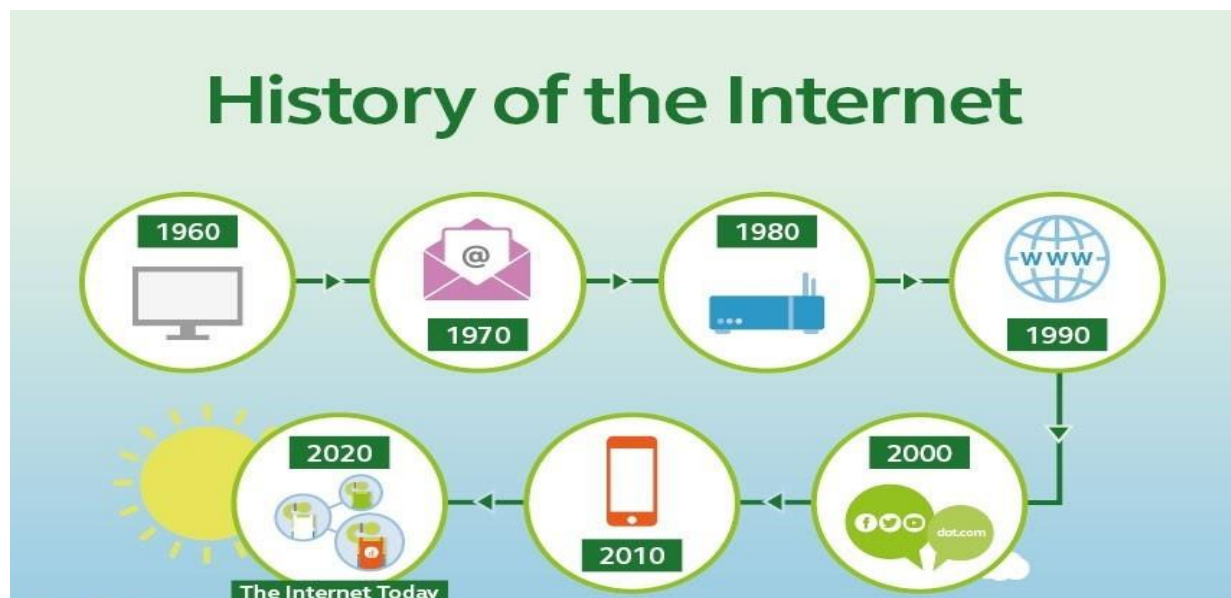 History of the Internet
1960
@
1970
1980
www
1990
2000
dot.com
2010
2020
The Internet Today